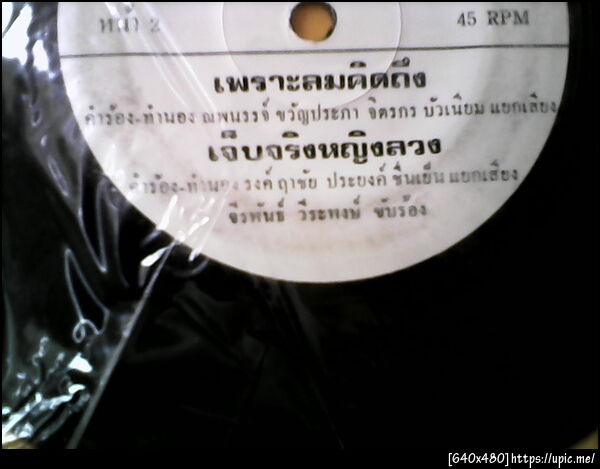 หน้า 2
45 RPM
เพราะลมคิดถึง
คำร้อง-ทำนอง ณพนรรจ์ ขวัญประภา จิตรกร บัวเนียม แยกเสียง
เจ็บจริงหญิงลวง
คำร้อง-ทำนอง รงค์ ฤาชัย ประยงค์ ชื่นเย็น แยกเสียง
จีรพันธ์ วีระพงษ์ ขับร้อง
[640x480]https://upic.me/